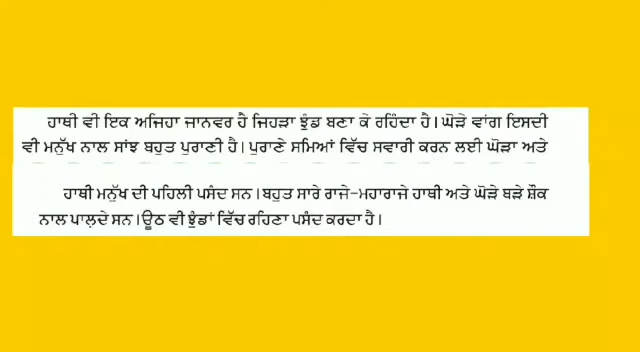 ਹਾਥੀ ਵੀ ਇਕ ਅਜਿਹਾ ਜਾਨਵਰ ਹੈ ਜਿਹੜਾ ਝੁੰਡ ਬਣਾ ਕੇ ਰਹਿੰਦਾ ਹੈ। ਘੋੜੇ ਵਾਂਗ ਇਸਦੀ
ਵੀ ਮਨੁੱਖ ਨਾਲ ਸਾਂਝ ਬਹੁਤ ਪੁਰਾਣੀ ਹੈ। ਪੁਰਾਣੇ ਸਮਿਆਂ ਵਿੱਚ ਸਵਾਰੀ ਕਰਨ ਲਈ ਘੋੜਾ ਅਤੇ
ਹਾਥੀ ਮਨੁੱਖ ਦੀ ਪਹਿਲੀ ਪਸੰਦ ਸਨ। ਬਹੁਤ ਸਾਰੇ ਰਾਜੇ-ਮਹਾਰਾਜੇ ਹਾਥੀ ਅਤੇ ਘੋੜੇ ਬੜੇ ਸ਼ੌਕ
ਨਾਲ ਪਾਲ਼ਦੇ ਸਨ। ਊਠ ਵੀ ਝੁੰਡਾਂ ਵਿੱਚ ਰਹਿਣਾ ਪਸੰਦ ਕਰਦਾ ਹੈ।